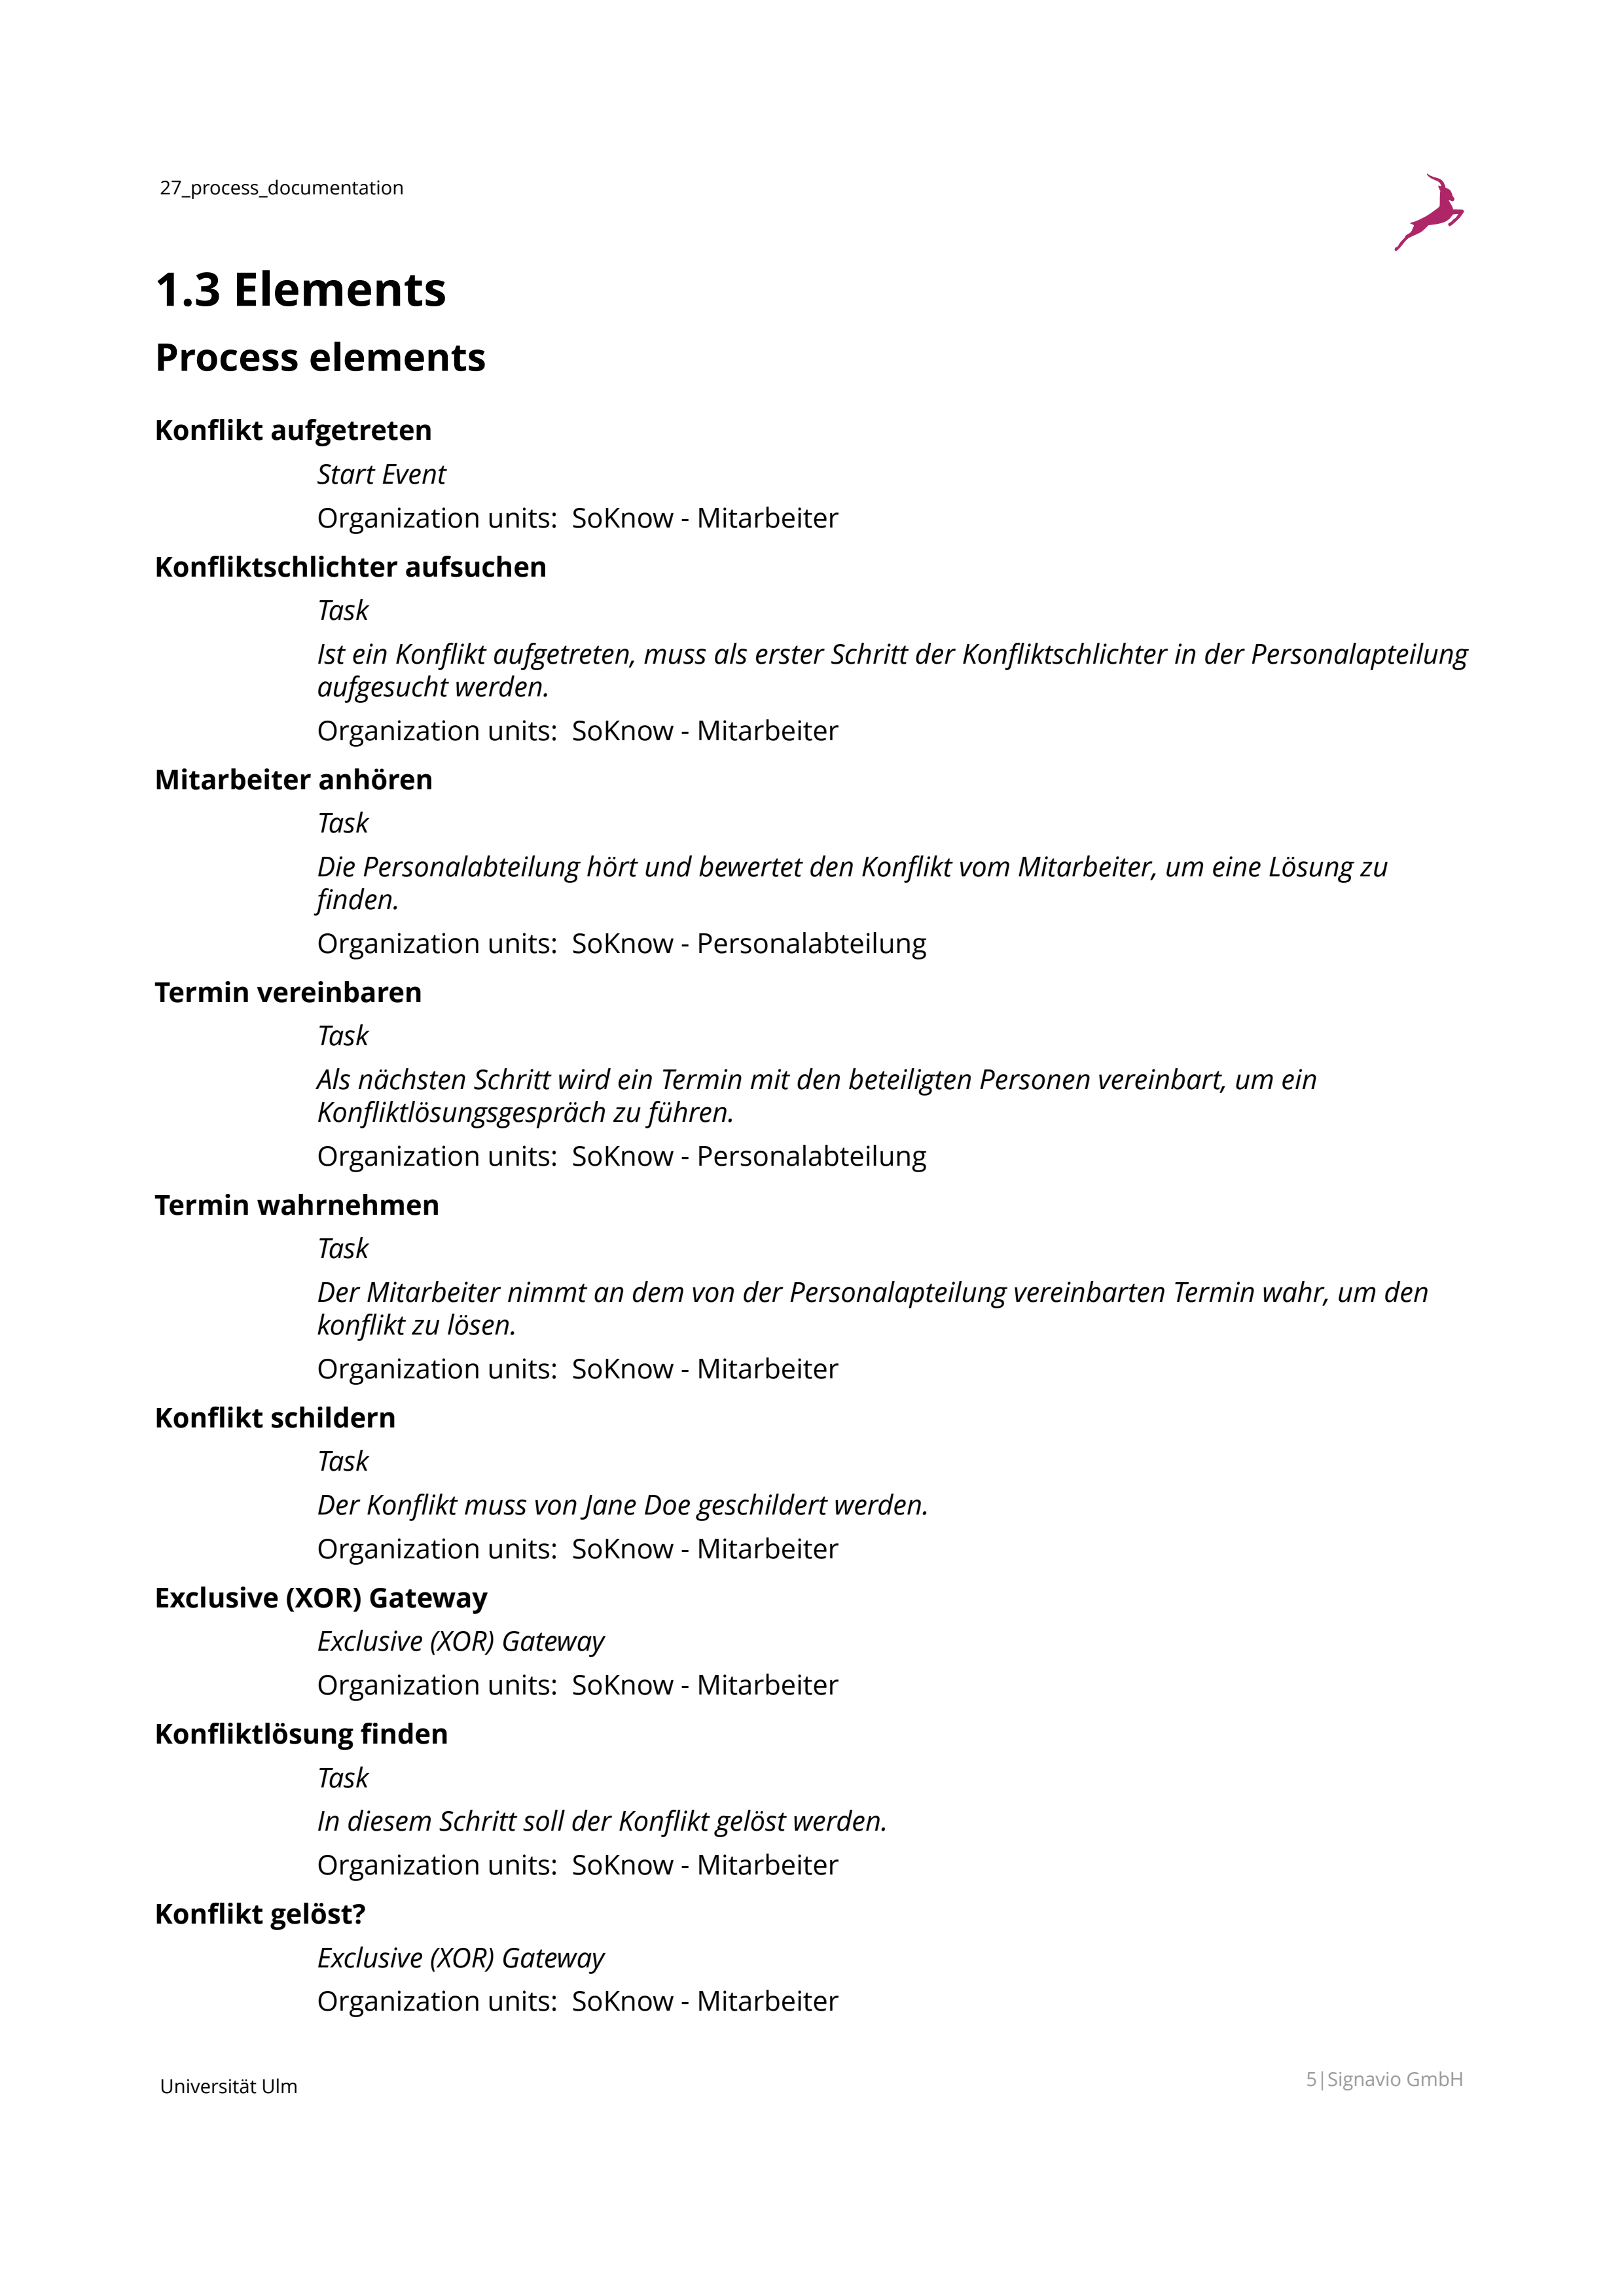 27_process_documentation
1.3 Elements
Process elements
Konflikt aufgetreten
Start Event
Organization units:  SoKnow - Mitarbeiter
Konfliktschlichter aufsuchen
Task
Ist ein Konflikt aufgetreten, muss als erster Schritt der Konfliktschlichter in der Personalapteilung
aufgesucht werden.
Organization units:  SoKnow - Mitarbeiter
Mitarbeiter anhören
Task
Die Personalabteilung hört und bewertet den Konflikt vom Mitarbeiter, um eine Lösung zu
finden.
Organization units:  SoKnow - Personalabteilung
Termin vereinbaren
Task
Als nächsten Schritt wird ein Termin mit den beteiligten Personen vereinbart, um ein
Konfliktlösungsgespräch zu führen.
Organization units:  SoKnow - Personalabteilung
Termin wahrnehmen
Task
Der Mitarbeiter nimmt an dem von der Personalapteilung vereinbarten Termin wahr, um den
konflikt zu lösen.
Organization units:  SoKnow - Mitarbeiter
Konflikt schildern
Task
Der Konflikt muss von Jane Doe geschildert werden.
Organization units:  SoKnow - Mitarbeiter
Exclusive (XOR) Gateway
Exclusive (XOR) Gateway
Organization units:  SoKnow - Mitarbeiter
Konfliktlösung finden
Task
In diesem Schritt soll der Konflikt gelöst werden.
Organization units:  SoKnow - Mitarbeiter
Konflikt gelöst?
Exclusive (XOR) Gateway
Organization units:  SoKnow - Mitarbeiter
Universität Ulm
5|Signavio GmbH